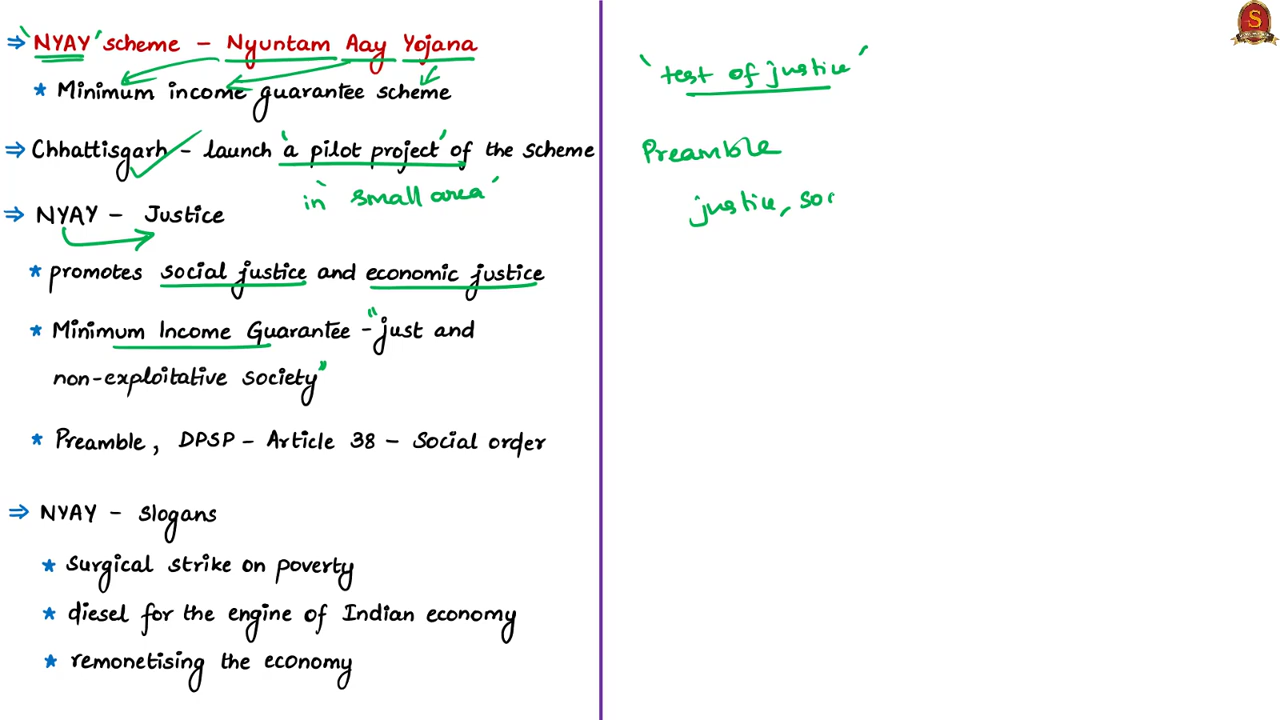 ⇒ 'NYAY' scheme - Nyuntam Aay Yojana
* Minimum income guarantee scheme
⇒ Chhattisgarh - launch 'a pilot project' of the scheme
in 'small area'
⇒ NYAY - Justice
* promotes social justice and economic justice
* Minimum Income Guarantee - "just and
non-exploitative society"
* Preamble, DPSP - Article 38 - Social order
⇒ NYAY - slogans
* surgical strike on poverty
* diesel for the engine of Indian economy
* remonetising the economy
'test of justice'
Preamble
justice, soc
S